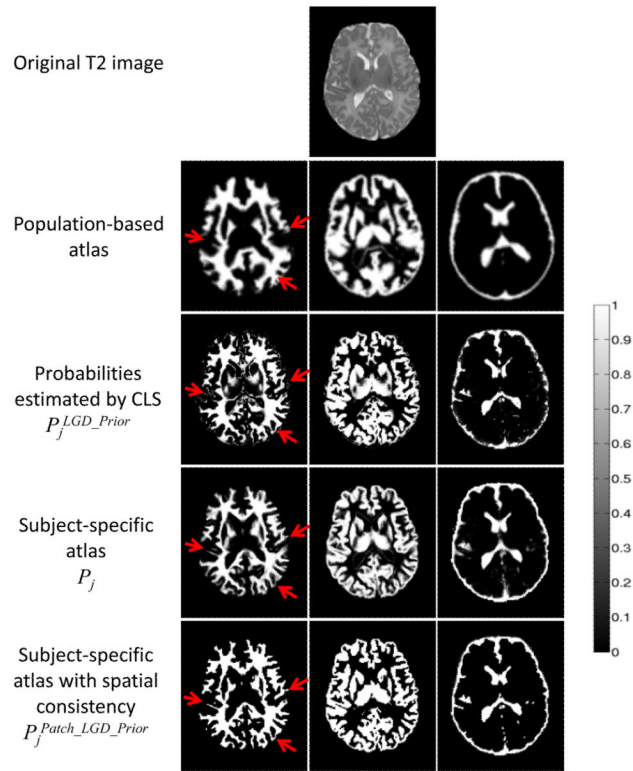 Original T2 image
Population-based
atlas
Probabilities
estimated by CLS
P_j^{LGD_Prior}
Subject-specific
atlas
P_j
Subject-specific
atlas with spatial
consistency
P_j^{Patch_LGD_Prior}
1
0.9
0.8
0.7
0.6
0.5
0.4
0.3
0.2
0.1
0